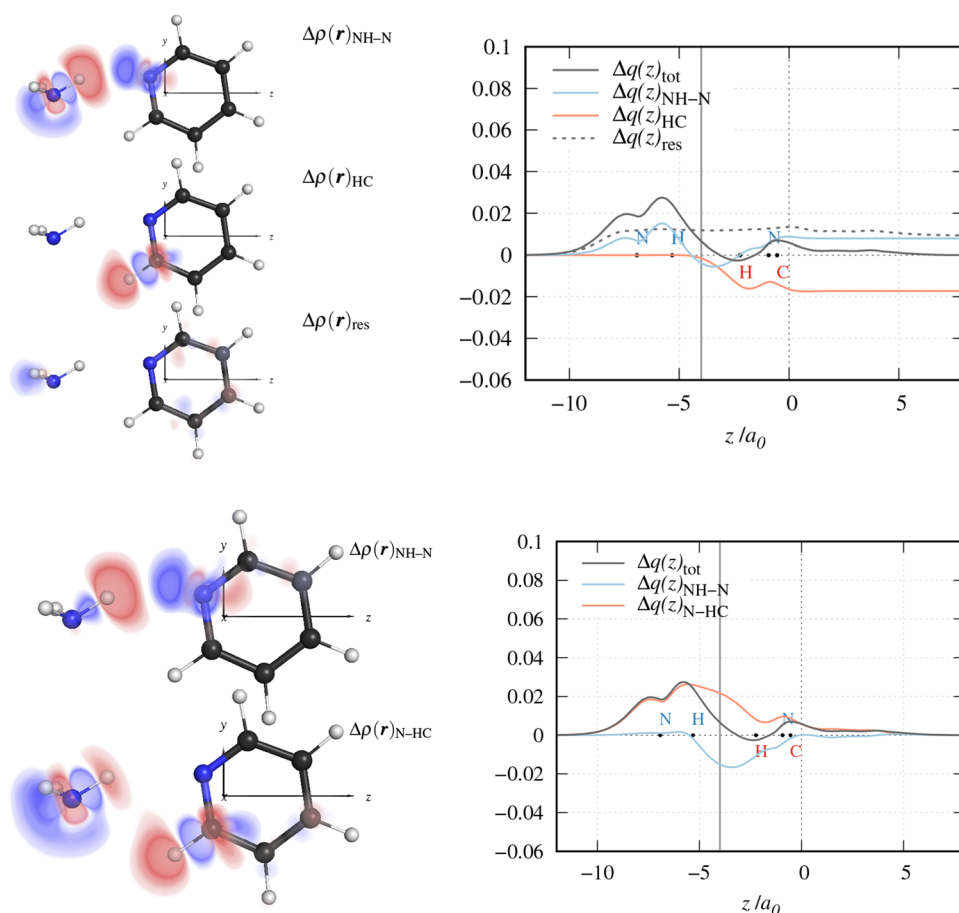 y
x
z
Δρ(r)NH−N
y
x
z
Δρ(r)HC
y
x
z
Δρ(r)res
0.1
0.08
0.06
0.04
0.02
0
−0.02
−0.04
−0.06
Δq(z)tot
Δq(z)NH−N
Δq(z)HC
Δq(z)res
N
H
N
H
C
−10
−5
0
5
z /a0
y
x
z
Δρ(r)NH−N
y
x
z
Δρ(r)N−HC
0.1
0.08
0.06
0.04
0.02
0
−0.02
−0.04
−0.06
Δq(z)tot
Δq(z)NH−N
Δq(z)N−HC
N
H
N
H
C
−10
−5
0
5
z /a0